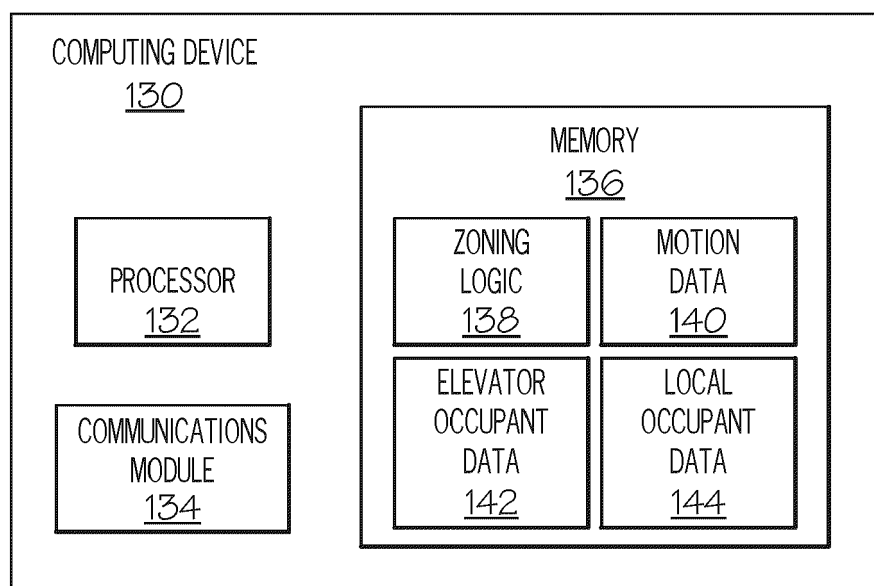 COMPUTING DEVICE
130
PROCESSOR
132
COMMUNICATIONS
MODULE
134
MEMORY
136
ZONING
LOGIC
138
MOTION
DATA
140
ELEVATOR
OCCUPANT
DATA
142
LOCAL
OCCUPANT
DATA
144